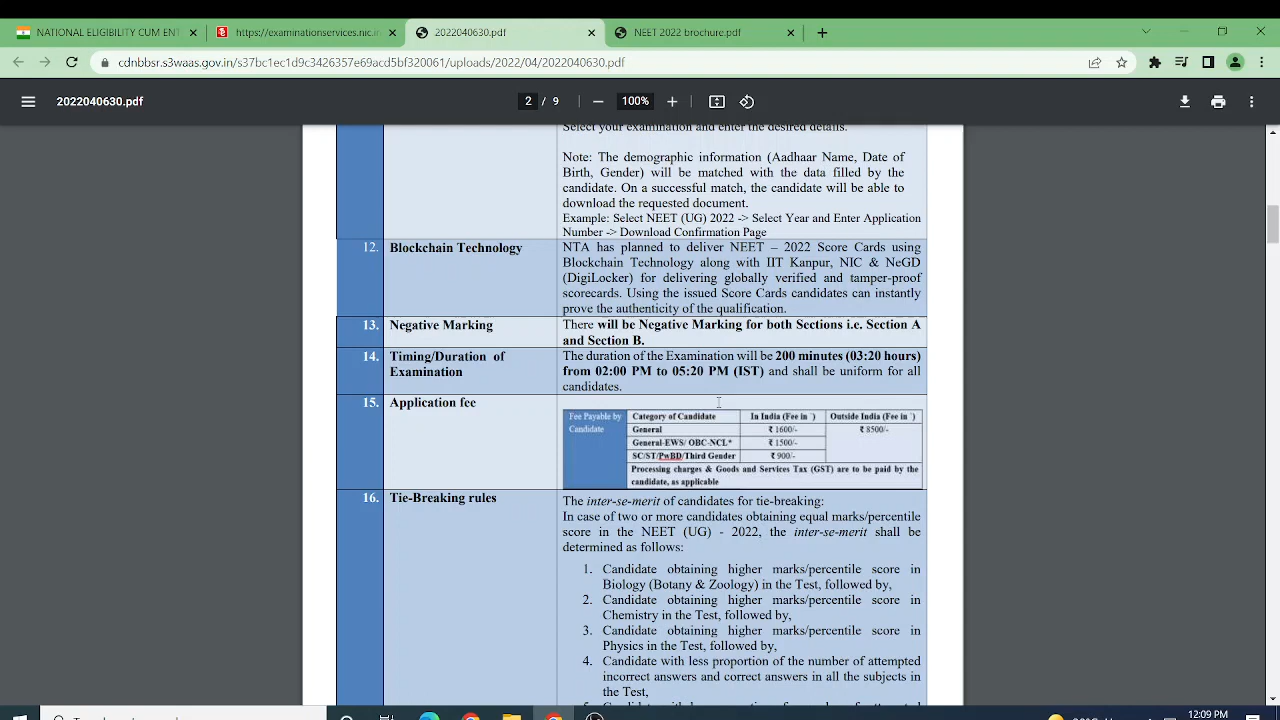 NATIONAL ELIGIBILITY CUM ENT
https://examinationservices.nic.in
2022040630.pdf
NEET 2022 brochure.pdf
cdnbbsr.s3waas.gov.in/s37bc1ec1d9c3426357e69acd5bf320061/uploads/2022/04/2022040630.pdf
2022040630.pdf
2 / 9
100%
Select your examination and enter the desired details.
Note: The demographic information (Aadhaar Name, Date of
Birth, Gender) will be matched with the data filled by the
candidate. On a successful match, the candidate will be able to
download the requested document.
Example: Select NEET (UG) 2022 -> Select Year and Enter Application
Number -> Download Confirmation Page
12. Blockchain Technology
NTA has planned to deliver NEET – 2022 Score Cards using
Blockchain Technology along with IIT Kanpur, NIC & NeGD
(DigiLocker) for delivering globally verified and tamper-proof
scorecards. Using the issued Score Cards candidates can instantly
prove the authenticity of the qualification.
13. Negative Marking
There will be Negative Marking for both Sections i.e. Section A
and Section B.
14. Timing/Duration of
Examination
The duration of the Examination will be 200 minutes (03:20 hours)
from 02:00 PM to 05:20 PM (IST) and shall be uniform for all
candidates.
15. Application fee
Fee Payable by
Candidate
Category of Candidate In India (Fee in `) Outside India (Fee in `)
General ₹ 1600/- ₹ 8500/-
General-EWS/ OBC-NCL* ₹ 1500/-
SC/ST/PwBD/Third Gender ₹ 900/-
Processing charges & Goods and Services Tax (GST) are to be paid by the
candidate, as applicable
16. Tie-Breaking rules
The inter-se-merit of candidates for tie-breaking:
In case of two or more candidates obtaining equal marks/percentile
score in the NEET (UG) - 2022, the inter-se-merit shall be
determined as follows:
1. Candidate obtaining higher marks/percentile score in
Biology (Botany & Zoology) in the Test, followed by,
2. Candidate obtaining higher marks/percentile score in
Chemistry in the Test, followed by,
3. Candidate obtaining higher marks/percentile score in
Physics in the Test, followed by,
4. Candidate with less proportion of the number of attempted
incorrect answers and correct answers in all the subjects in
the Test,
12:09 PM